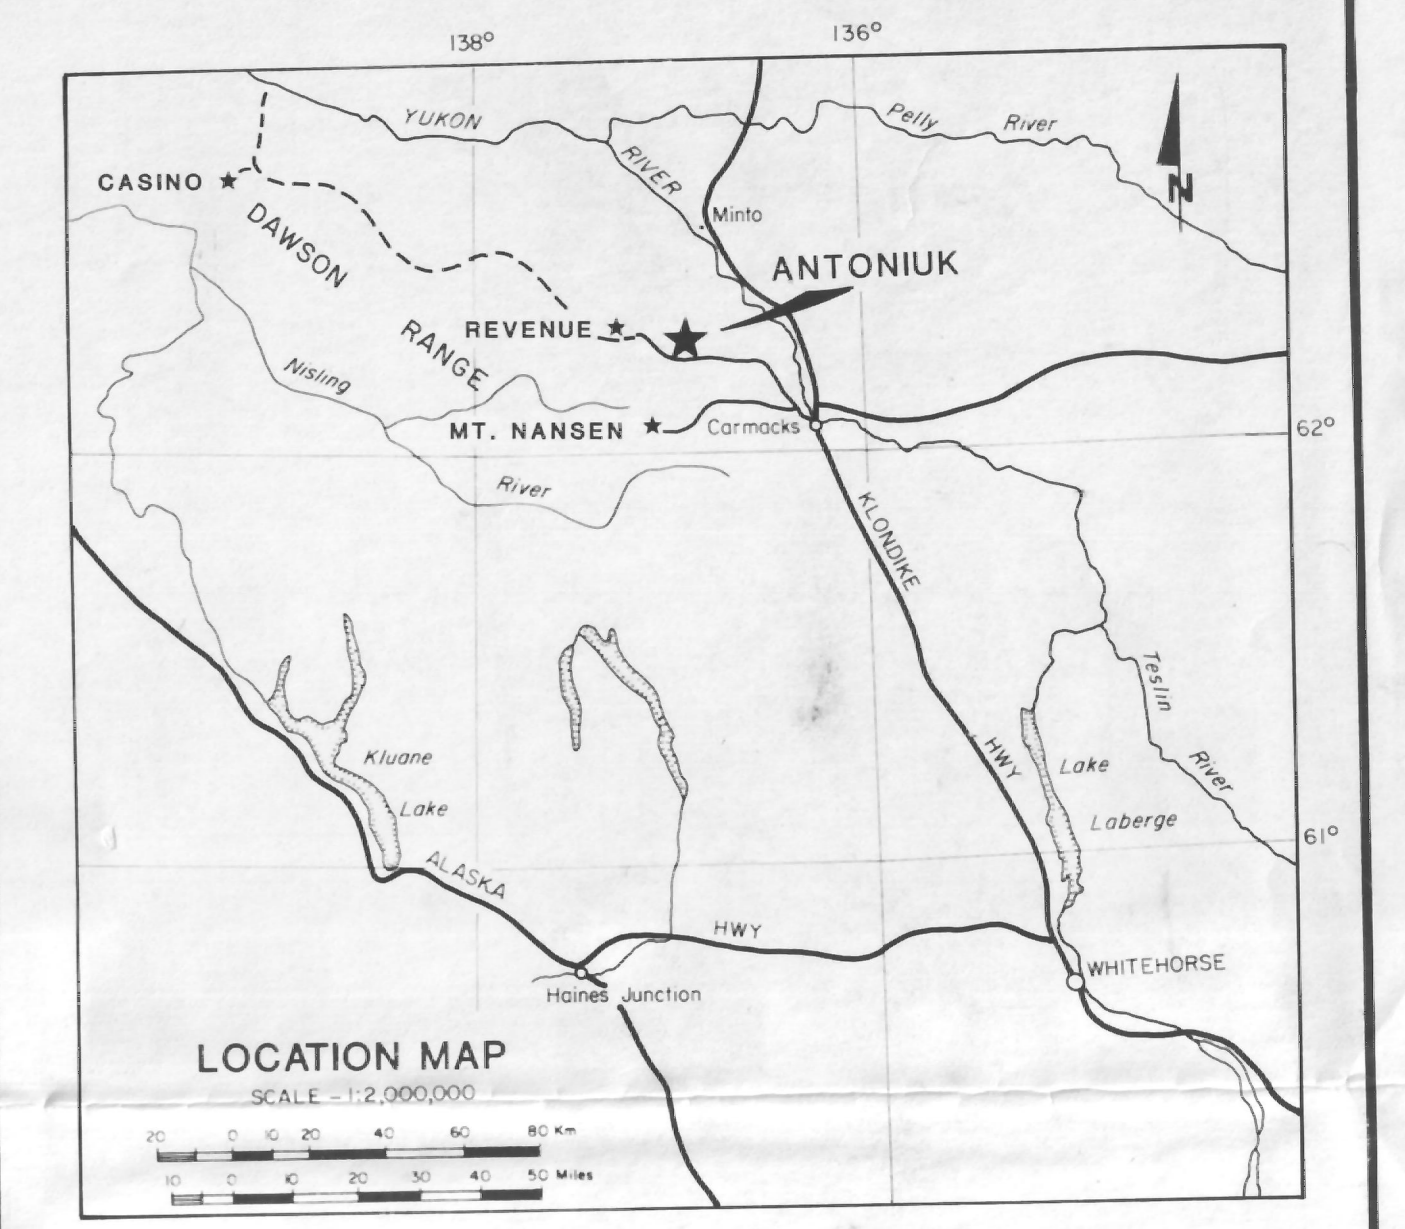 138° 136°
YUKON
RIVER
Pelly River
N
CASINO
DAWSON
RANGE
Minto
ANTONIUK
REVENUE
Nisling
River
MT. NANSEN
Carmacks
62°
KLONDIKE
HWY
Teslin
River
Kluane
Lake
Lake
Laberge
61°
ALASKA
HWY
WHITEHORSE
Haines Junction
LOCATION MAP
SCALE – 1:2,000,000
20 0 10 20 40 60 80 Km
10 0 10 20 30 40 50 Miles